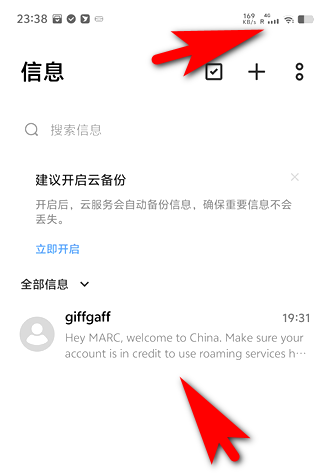 23:38
169 KB/s 4G R
信息
搜索信息
建议开启云备份
开启后，云服务会自动备份信息，确保重要信息不会
丢失。
立即开启
全部信息
giffgaff 19:31
Hey MARC, welcome to China. Make sure your
account is in credit to use roaming services h…